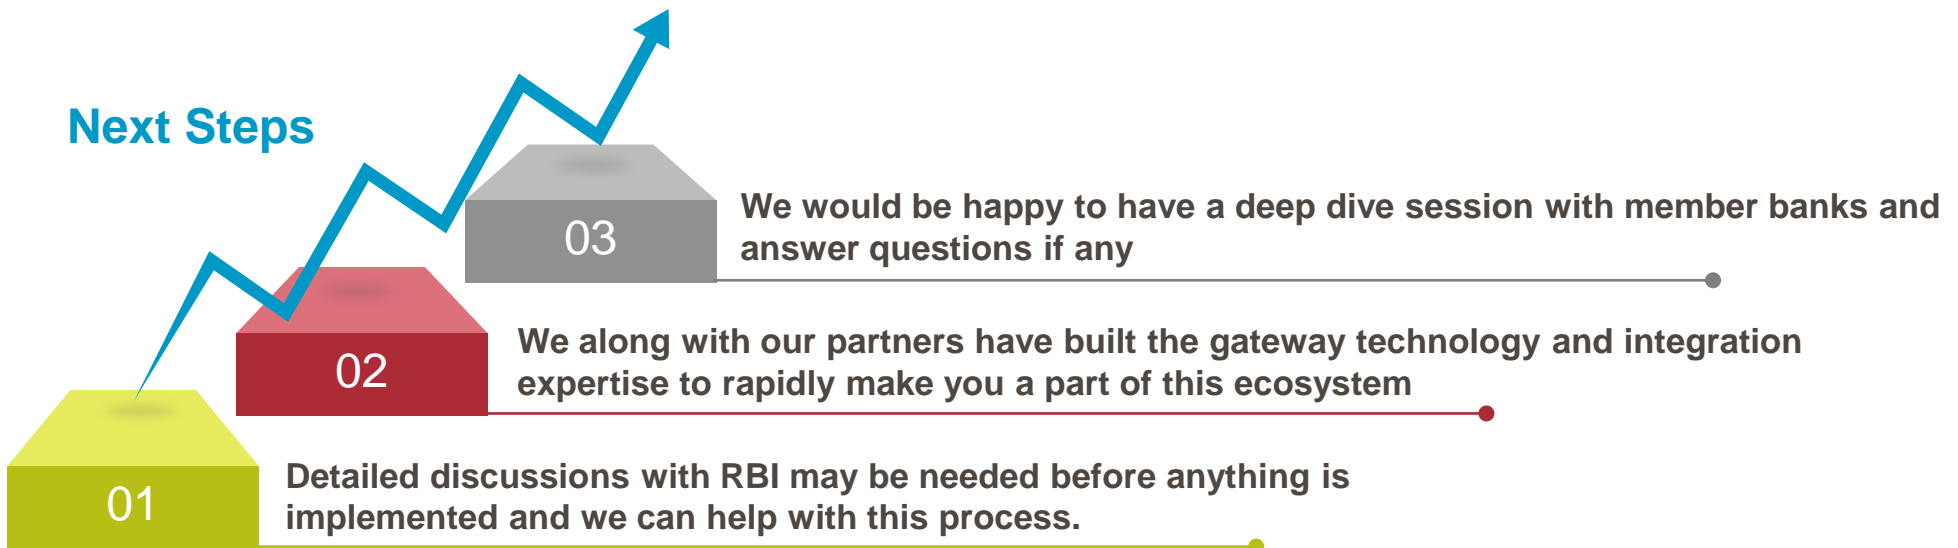 Next Steps
03
We would be happy to have a deep dive session with member banks and
answer questions if any
02
We along with our partners have built the gateway technology and integration
expertise to rapidly make you a part of this ecosystem
01
Detailed discussions with RBI may be needed before anything is
implemented and we can help with this process.